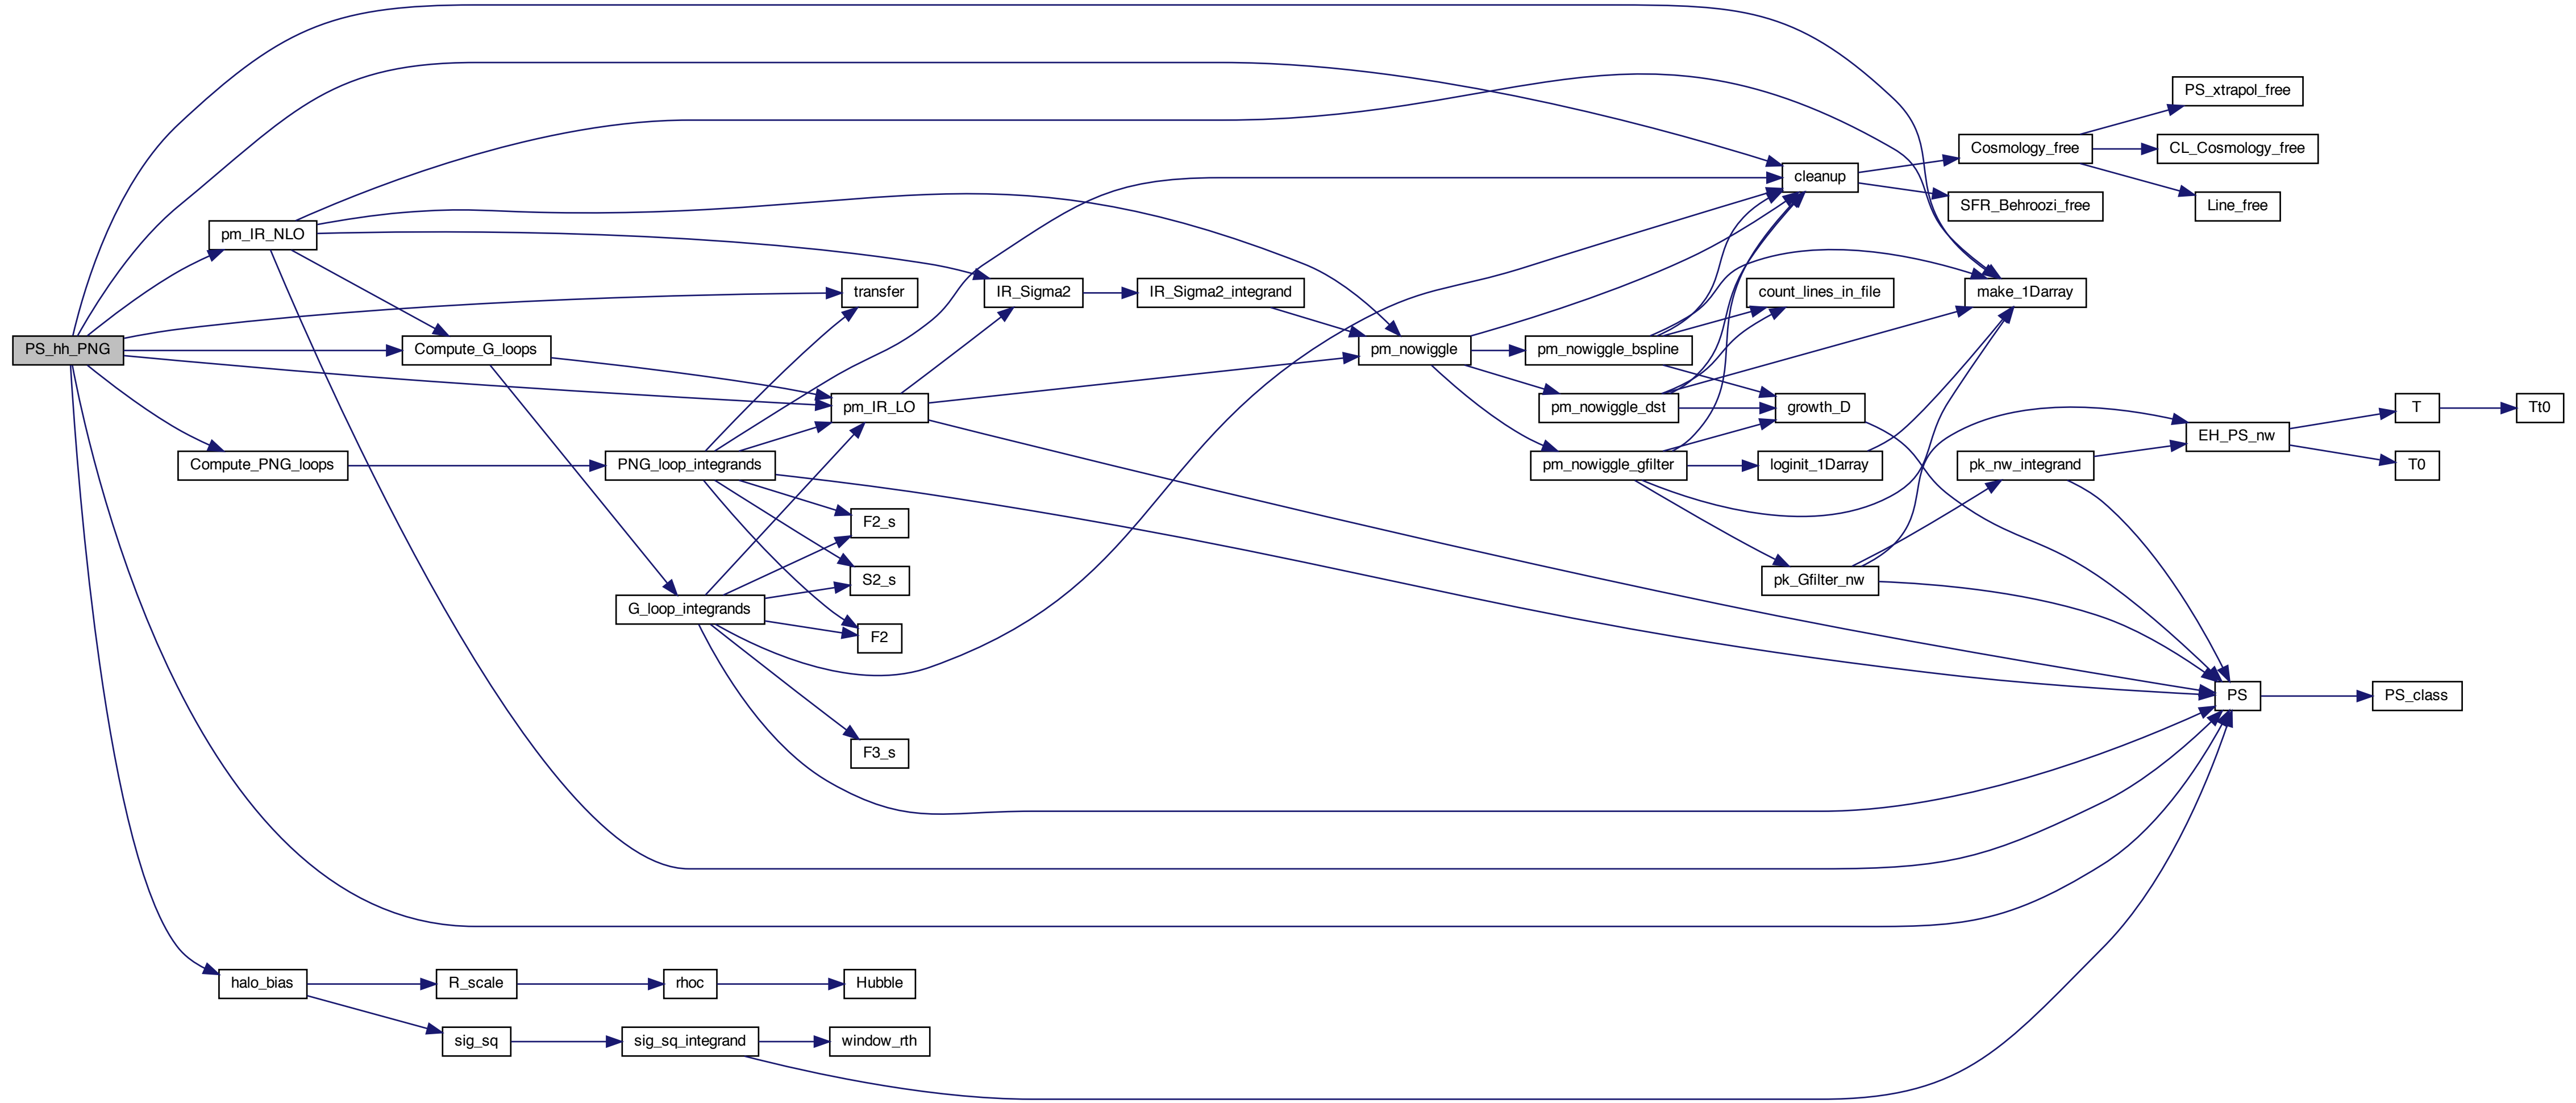 PS_xtrapol_free
Cosmology_free
CL_Cosmology_free
cleanup
SFR_Behroozi_free
Line_free
pm_IR_NLO
transfer
IR_Sigma2
IR_Sigma2_integrand
count_lines_in_file
make_1Darray
PS_hh_PNG
Compute_G_loops
pm_nowiggle
pm_nowiggle_bspline
pm_IR_LO
pm_nowiggle_dst
growth_D
T
Tt0
EH_PS_nw
Compute_PNG_loops
PNG_loop_integrands
pm_nowiggle_gfilter
loginit_1Darray
pk_nw_integrand
T0
F2_s
S2_s
pk_Gfilter_nw
G_loop_integrands
F2
PS
PS_class
F3_s
halo_bias
R_scale
rhoc
Hubble
sig_sq
sig_sq_integrand
window_rth